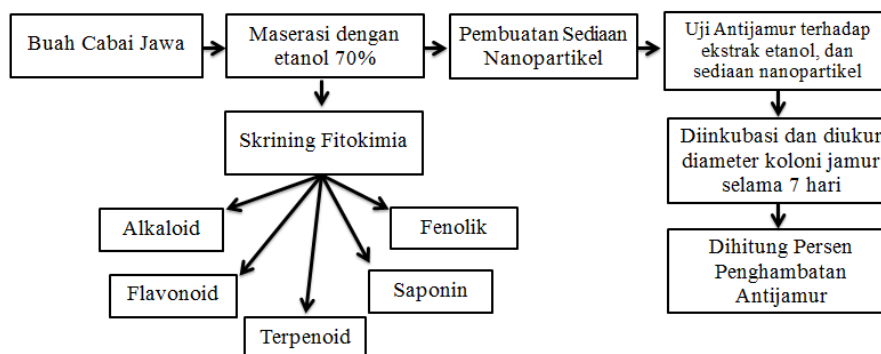 Buah Cabai Jawa
Maserasi dengan
etanol 70%
Pembuatan Sediaan
Nanopartikel
Uji Antijamur terhadap
ekstrak etanol, dan
sediaan nanopartikel
Skrining Fitokimia
Diinkubasi dan diukur
diameter koloni jamur
selama 7 hari
Alkaloid
Fenolik
Flavonoid
Saponin
Terpenoid
Dihitung Persen
Penghambatan
Antijamur